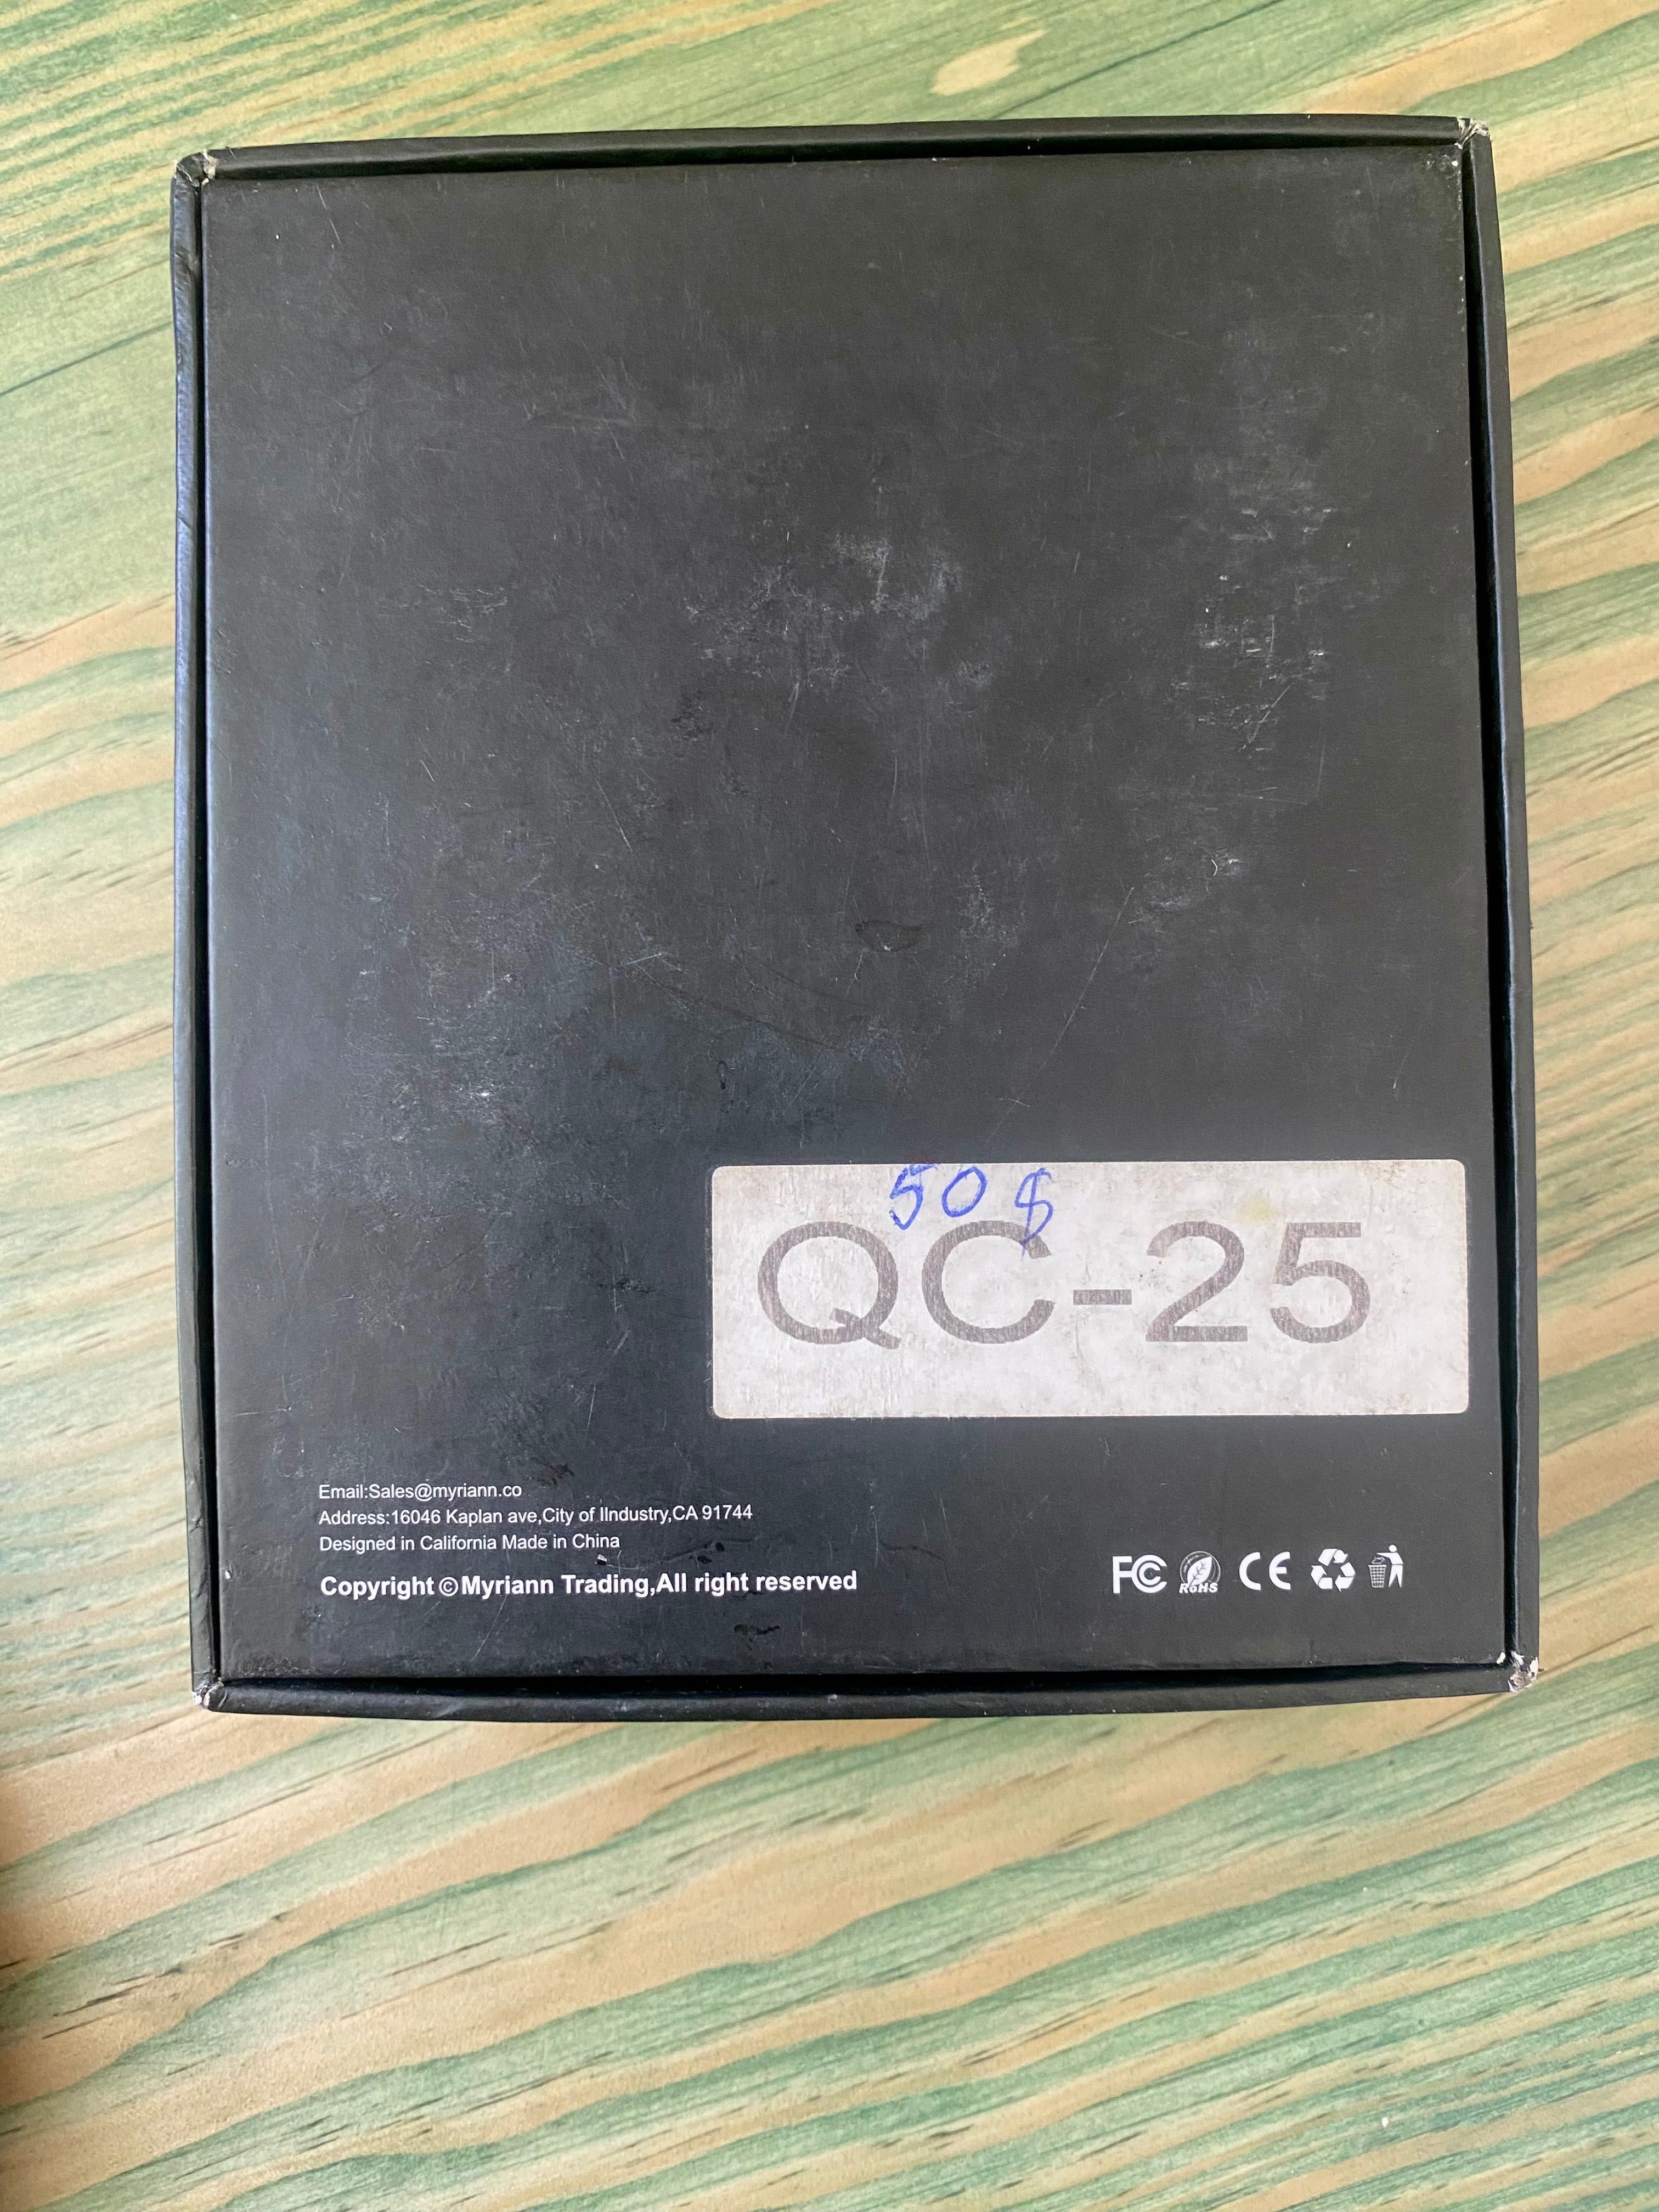 50 $
QC-25
Email:Sales@myriann.co
Address:16046 Kaplan ave,City of IIndustry,CA 91744
Designed in California Made in China
Copyright ©Myriann Trading,All right reserved
FC RoHS CE